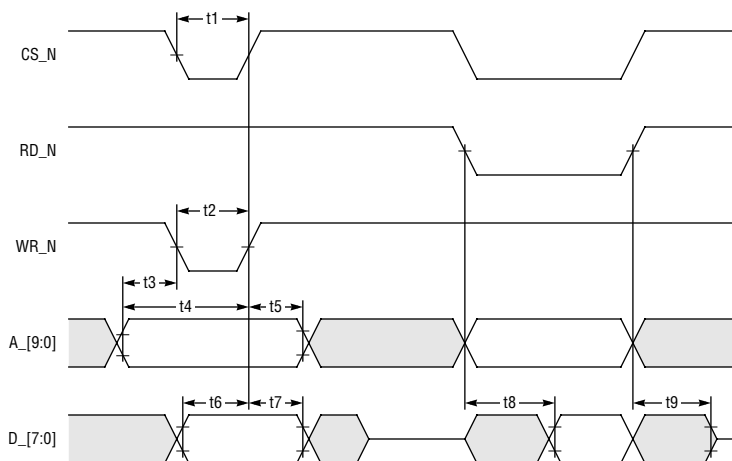 t1
CS_N
RD_N
t2
WR_N
t3
t4 t5
A_[9:0]
t6 t7 t8 t9
D_[7:0]